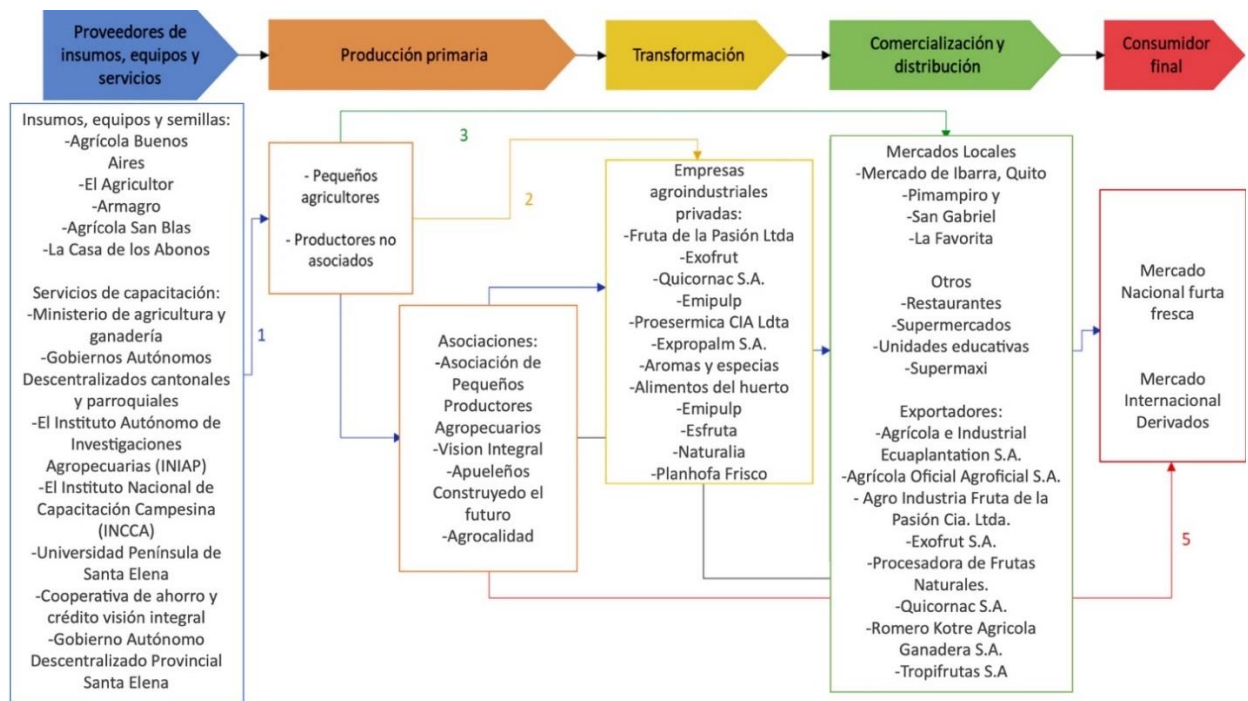 Proveedores de
insumos, equipos y
servicios
Producción primaria
Transformación
Comercialización y
distribución
Consumidor
final
Insumos, equipos y semillas:
-Agrícola Buenos
Aires
-El Agricultor
-Armagro
-Agrícola San Blas
-La Casa de los Abonos
Servicios de capacitación:
-Ministerio de agricultura y
ganadería
-Gobiernos Autónomos
Descentralizados cantonales
y parroquiales
-El Instituto Autónomo de
Investigaciones
Agropecuarias (INIAP)
-El Instituto Nacional de
Capacitación Campesina
(INCCA)
-Universidad Península de
Santa Elena
-Cooperativa de ahorro y
crédito visión integral
-Gobierno Autónomo
Descentralizado Provincial
Santa Elena
1
- Pequeños
agricultores
- Productores no
asociados
3
2
Asociaciones:
-Asociación de
Pequeños
Productores
Agropecuarios
-Vision Integral
-Apueleños
Construyedo el
futuro
-Agrocalidad
Empresas
agroindustriales
privadas:
-Fruta de la Pasión Ltda
-Exofrut
-Quicornac S.A.
-Emipulp
-Proesermica CIA Ldta
-Expropalm S.A.
-Aromas y especias
-Alimentos del huerto
-Emipulp
-Esfruta
-Naturalia
-Planhofa Frisco
Mercados Locales
-Mercado de Ibarra, Quito
-Pimampiro y
-San Gabriel
-La Favorita
Otros
-Restaurantes
-Supermercados
-Unidades educativas
-Supermaxi
Exportadores:
-Agrícola e Industrial
Ecuaplantation S.A.
-Agrícola Oficial Agroficial S.A.
- Agro Industria Fruta de la
Pasión Cia. Ltda.
-Exofrut S.A.
-Procesadora de Frutas
Naturales.
-Quicornac S.A.
-Romero Kotre Agricola
Ganadera S.A.
-Tropifrutas S.A
Mercado
Nacional furta
fresca
Mercado
Internacional
Derivados
5